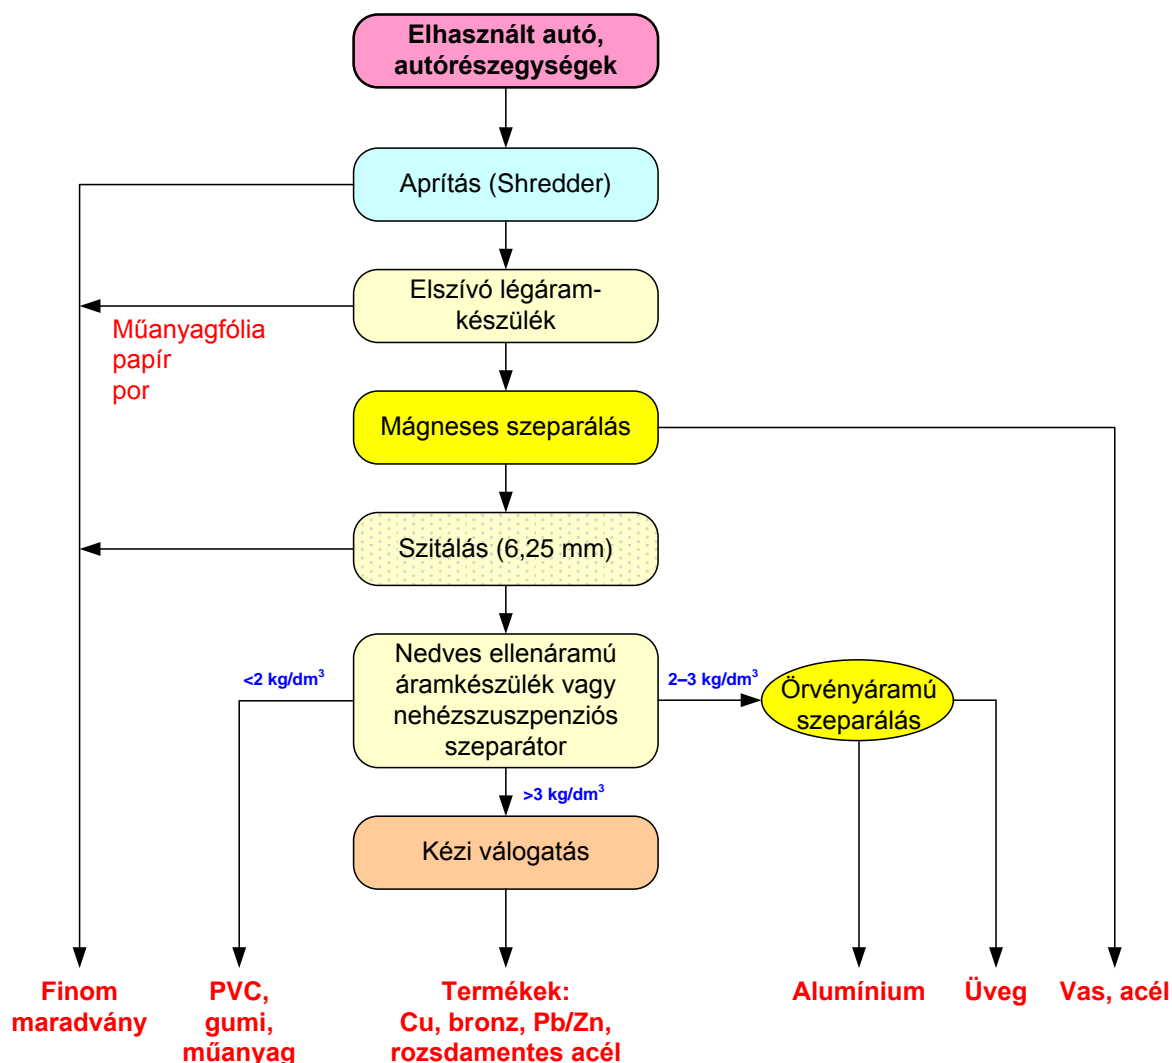 Elhasznált autó,
autórészegységek
Aprítás (Shredder)
Elszívó légáram-
készülék
Műanyagfólia
papír
por
Mágneses szeparálás
Szitálás (6,25 mm)
<2 kg/dm³
Nedves ellenáramú
áramkészülék vagy
nehézszuszpenziós
szeparátor
2–3 kg/dm³
Örvényáramú
szeparálás
>3 kg/dm³
Kézi válogatás
Finom
maradvány
PVC,
gumi,
műanyag
Termékek:
Cu, bronz, Pb/Zn,
rozsdamentes acél
Alumínium
Üveg
Vas, acél